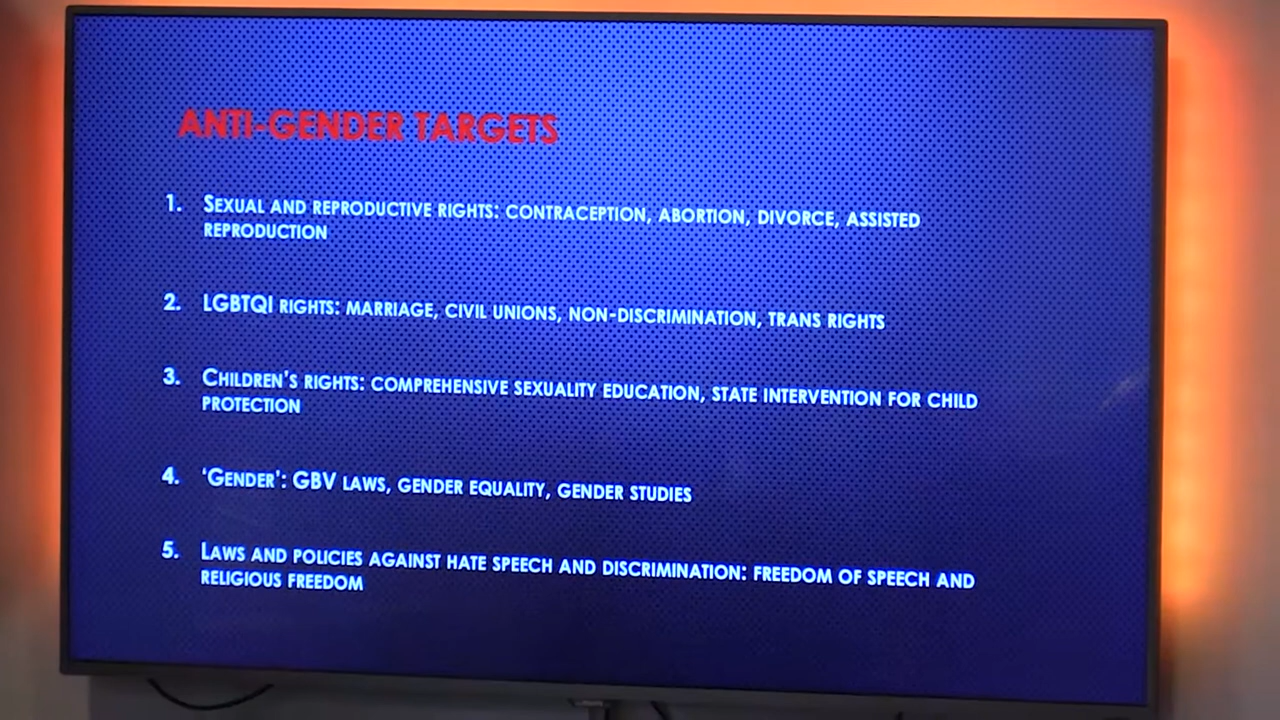 ANTI-GENDER TARGETS
1. SEXUAL AND REPRODUCTIVE RIGHTS: CONTRACEPTION, ABORTION, DIVORCE, ASSISTED
REPRODUCTION
2. LGBTQI RIGHTS: MARRIAGE, CIVIL UNIONS, NON-DISCRIMINATION, TRANS RIGHTS
3. CHILDREN'S RIGHTS: COMPREHENSIVE SEXUALITY EDUCATION, STATE INTERVENTION FOR CHILD
PROTECTION
4. 'GENDER': GBV LAWS, GENDER EQUALITY, GENDER STUDIES
5. LAWS AND POLICIES AGAINST HATE SPEECH AND DISCRIMINATION: FREEDOM OF SPEECH AND
RELIGIOUS FREEDOM